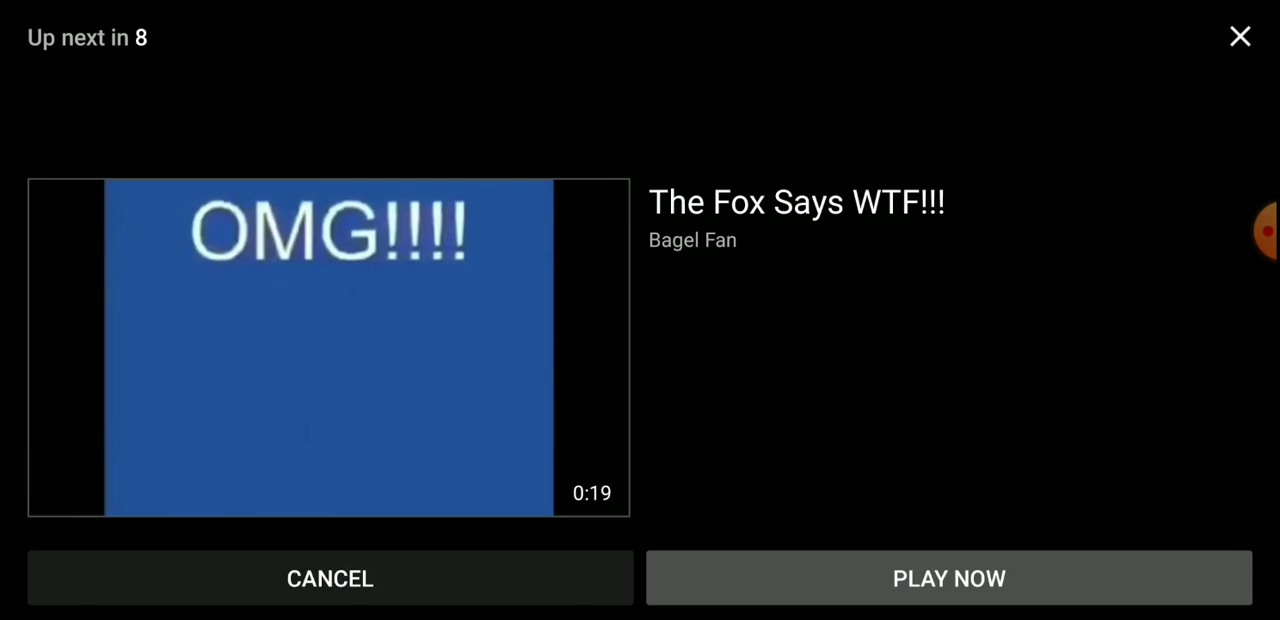 Up next in 8
OMG!!!!
The Fox Says WTF!!!
Bagel Fan
0:19
CANCEL
PLAY NOW